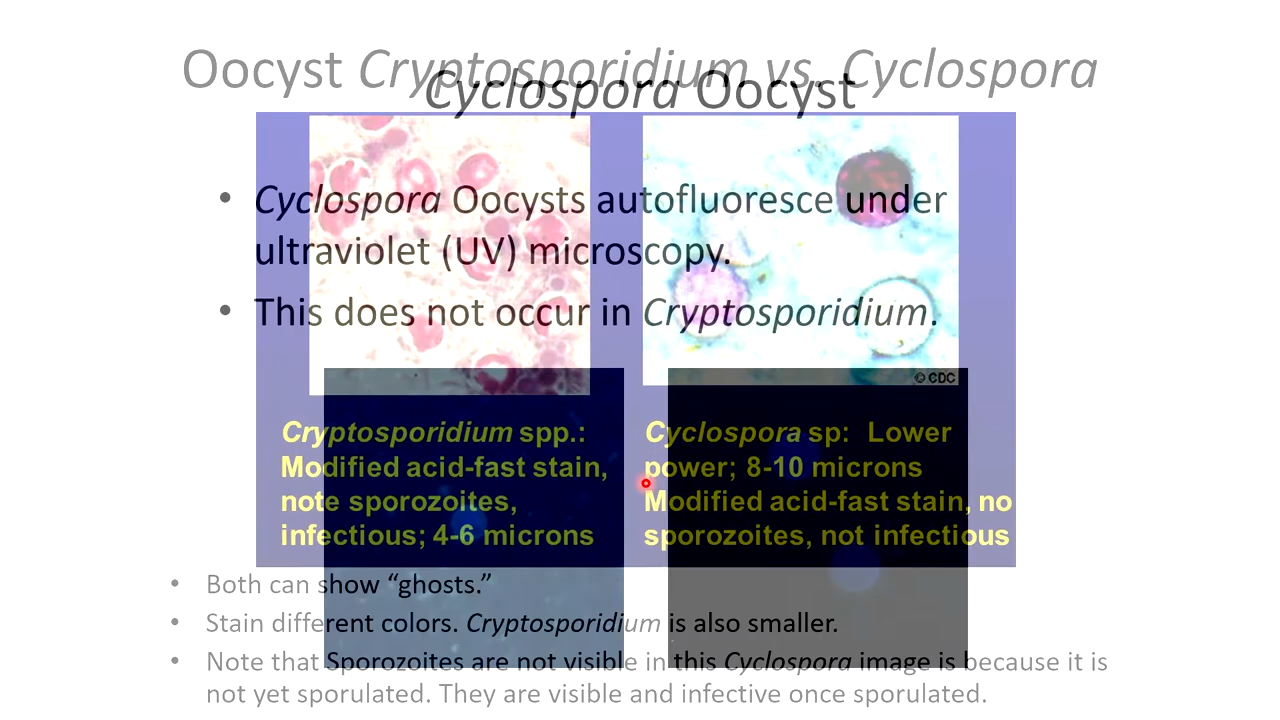 Oocyst Cryptosporidium vs. Cyclospora
Cyclospora Oocyst
• Cyclospora Oocysts autofluoresce under
ultraviolet (UV) microscopy.
• This does not occur in Cryptosporidium.
© CDC
Cryptosporidium spp.:
Modified acid-fast stain,
note sporozoites,
infectious; 4-6 microns
Cyclospora sp: Lower
power; 8-10 microns
Modified acid-fast stain, no
sporozoites, not infectious
• Both can show “ghosts.”
• Stain different colors. Cryptosporidium is also smaller.
• Note that Sporozoites are not visible in this Cyclospora image is because it is
not yet sporulated. They are visible and infective once sporulated.